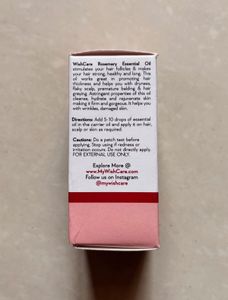 WishCare Rosemary Essential Oil
stimulates your hair follicles & makes
your hair strong, healthy and long. This
oil works great in promoting hair
thickness and helps you with dryness,
flaky scalp, premature balding & hair
greying. Astringent properties of this oil
cleanse, hydrate and rejuvenate skin
making it firm and gorgeous. It helps you
with wrinkles, damaged skin.
Directions: Add 5-10 drops of essential
oil in the carrier oil and apply it on hair,
scalp or skin as required.
Cautions: Do a patch test before
applying. Stop using if redness or
irritation occurs. Do not directly apply.
FOR EXTERNAL USE ONLY.
Explore More @
www.MyWishCare.com
Follow us on Instagram
@mywishcare